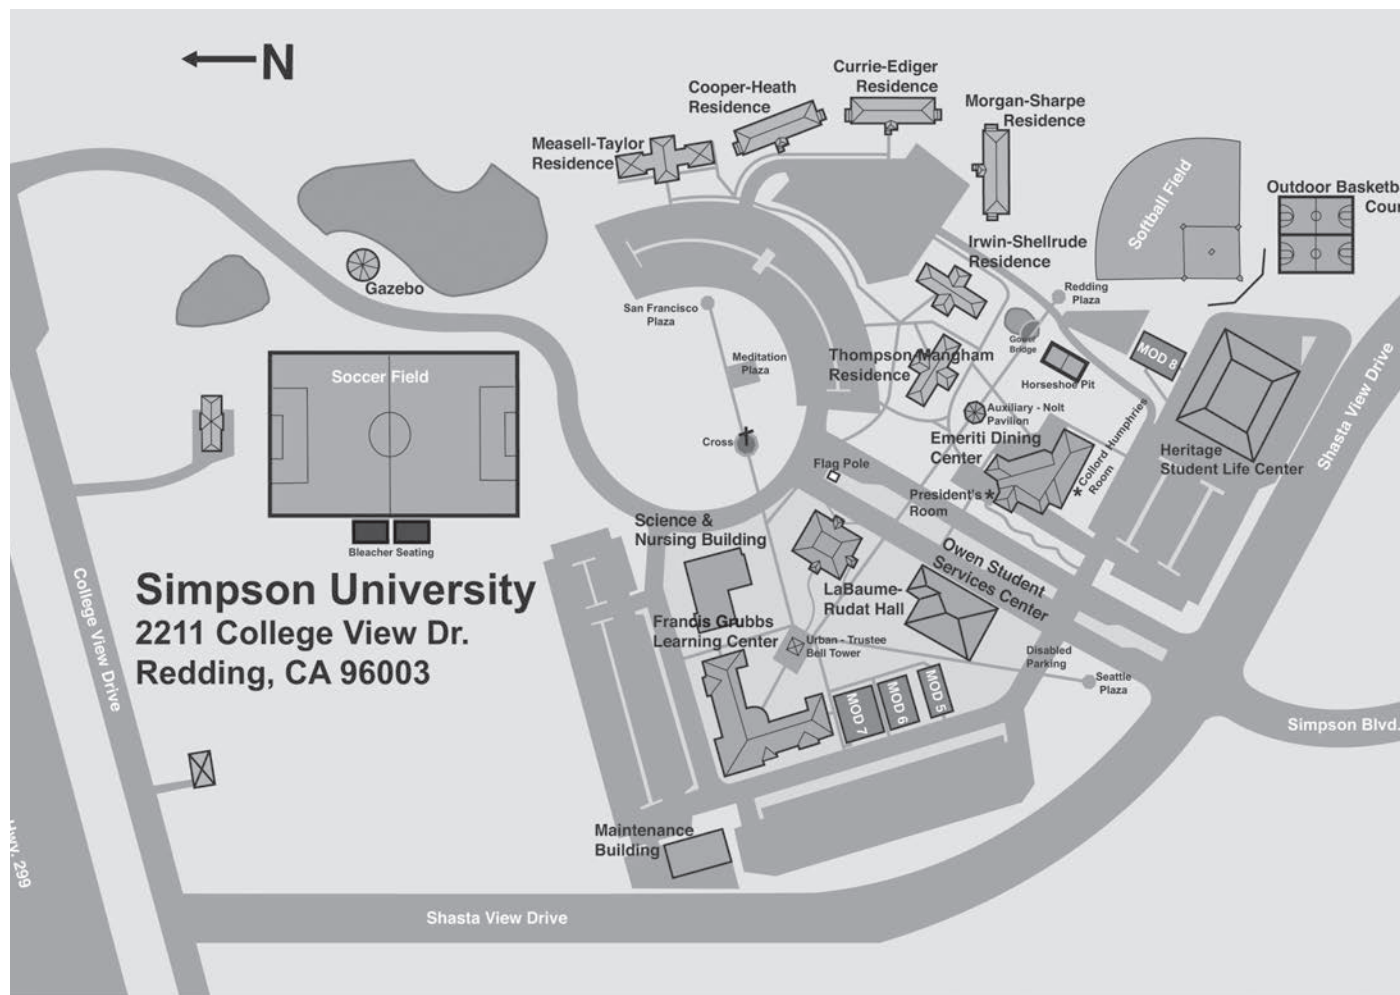 N
Cooper-Heath
Residence
Currie-Ediger
Residence
Morgan-Sharpe
Residence
Measell-Taylor
Residence
Softball Field
Outdoor Basketb
Cour
Irwin-Shellrude
Residence
Gazebo
San Francisco
Plaza
Redding
Plaza
Gower
Bridge
Meditation
Plaza
Thompson-Mangham
Residence
MOD 8
Horseshoe Pit
Soccer Field
Auxiliary - Nolt
Pavilion
Shasta View Drive
Cross
Emeriti Dining
Center
Collord Humphries
Room
Heritage
Student Life Center
Flag Pole
President's
Room
Science &
Nursing Building
Bleacher Seating
Owen Student
Services Center
Simpson University
2211 College View Dr.
Redding, CA 96003
College View Drive
LaBaume-
Rudat Hall
Francis Grubbs
Learning Center
Urban - Trustee
Bell Tower
Disabled
Parking
Seattle
Plaza
MOD 7
MOD 6
MOD 5
Simpson Blvd.
Maintenance
Building
Hwy. 299
Shasta View Drive